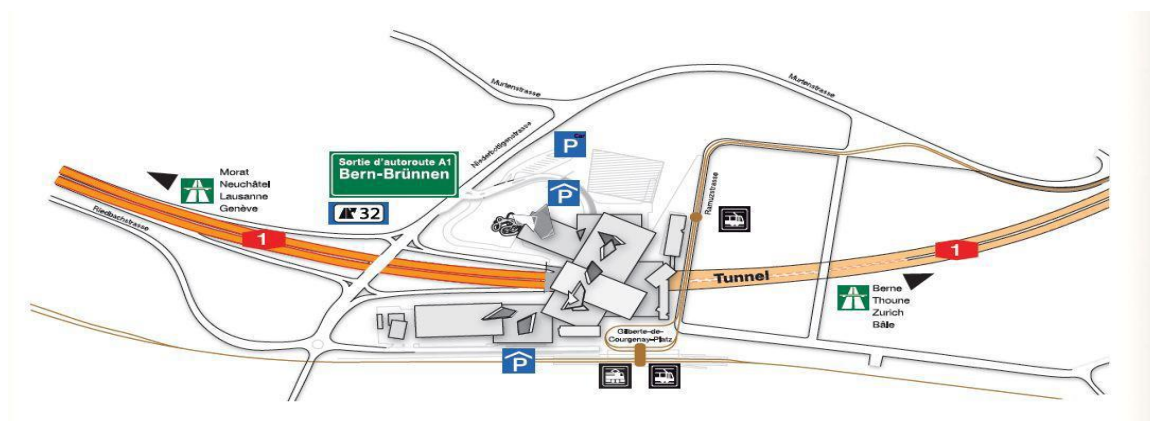 Murtenstrasse
Murtenstrasse
Niederbottigenstrasse
Car
P
Sortie d'autoroute A1
Bern-Brünnen
32
P
Morat
Neuchâtel
Lausanne
Genève
Riedbachstrasse
1
Ramuzstrasse
1
Tunnel
Berne
Thoune
Zurich
Bâle
Gilberte-de-
Courgenay-Platz
P